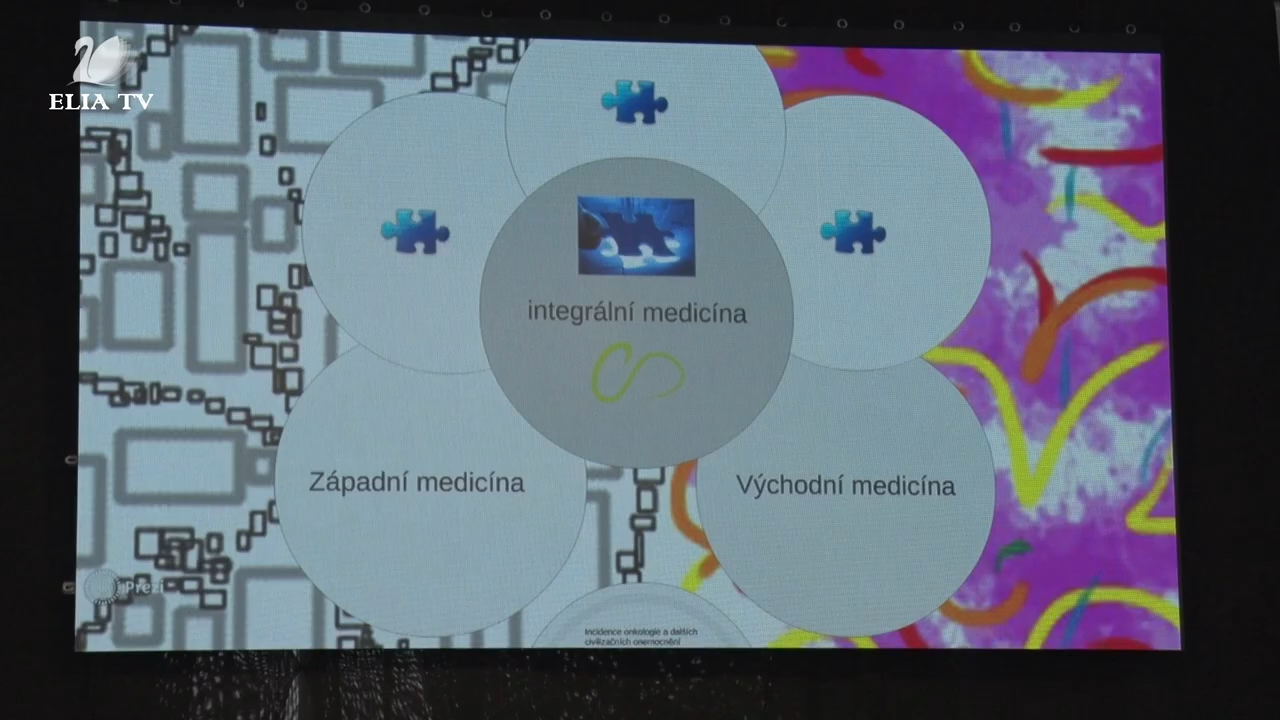 ELIA TV
integrální medicína
Západní medicína
Východní medicína
Prezi
Incidence onkologie a dalších
civilizačních onemocnění